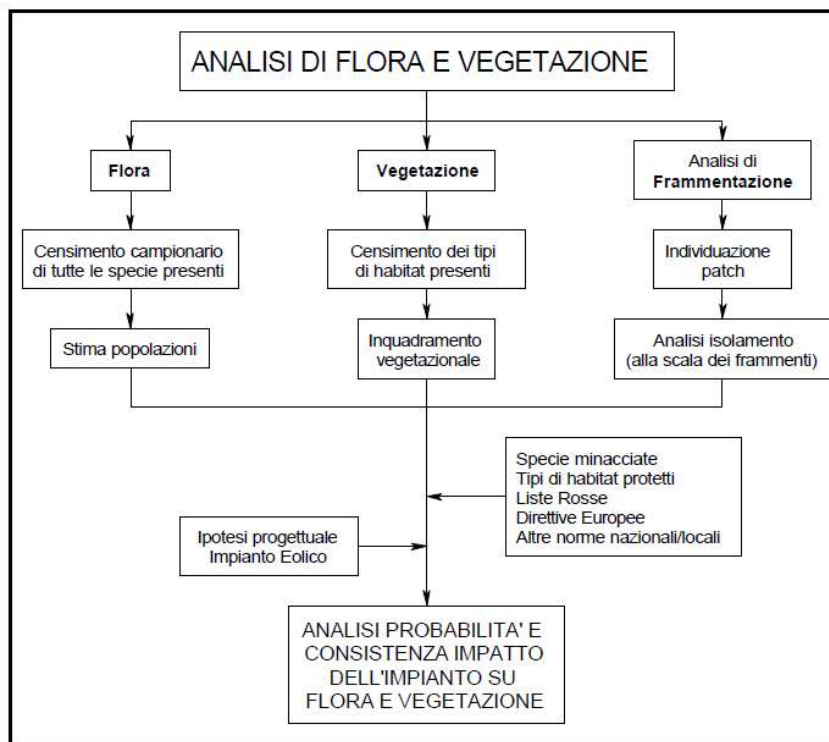 ANALISI DI FLORA E VEGETAZIONE
Flora
Vegetazione
Analisi di
Frammentazione
Censimento campionario
di tutte le specie presenti
Censimento dei tipi
di habitat presenti
Individuazione
patch
Stima popolazioni
Inquadramento
vegetazionale
Analisi isolamento
(alla scala dei frammenti)
Specie minacciate
Tipi di habitat protetti
Liste Rosse
Direttive Europee
Altre norme nazionali/locali
Ipotesi progettuale
Impianto Eolico
ANALISI PROBABILITA' E
CONSISTENZA IMPATTO
DELL'IMPIANTO SU
FLORA E VEGETAZIONE